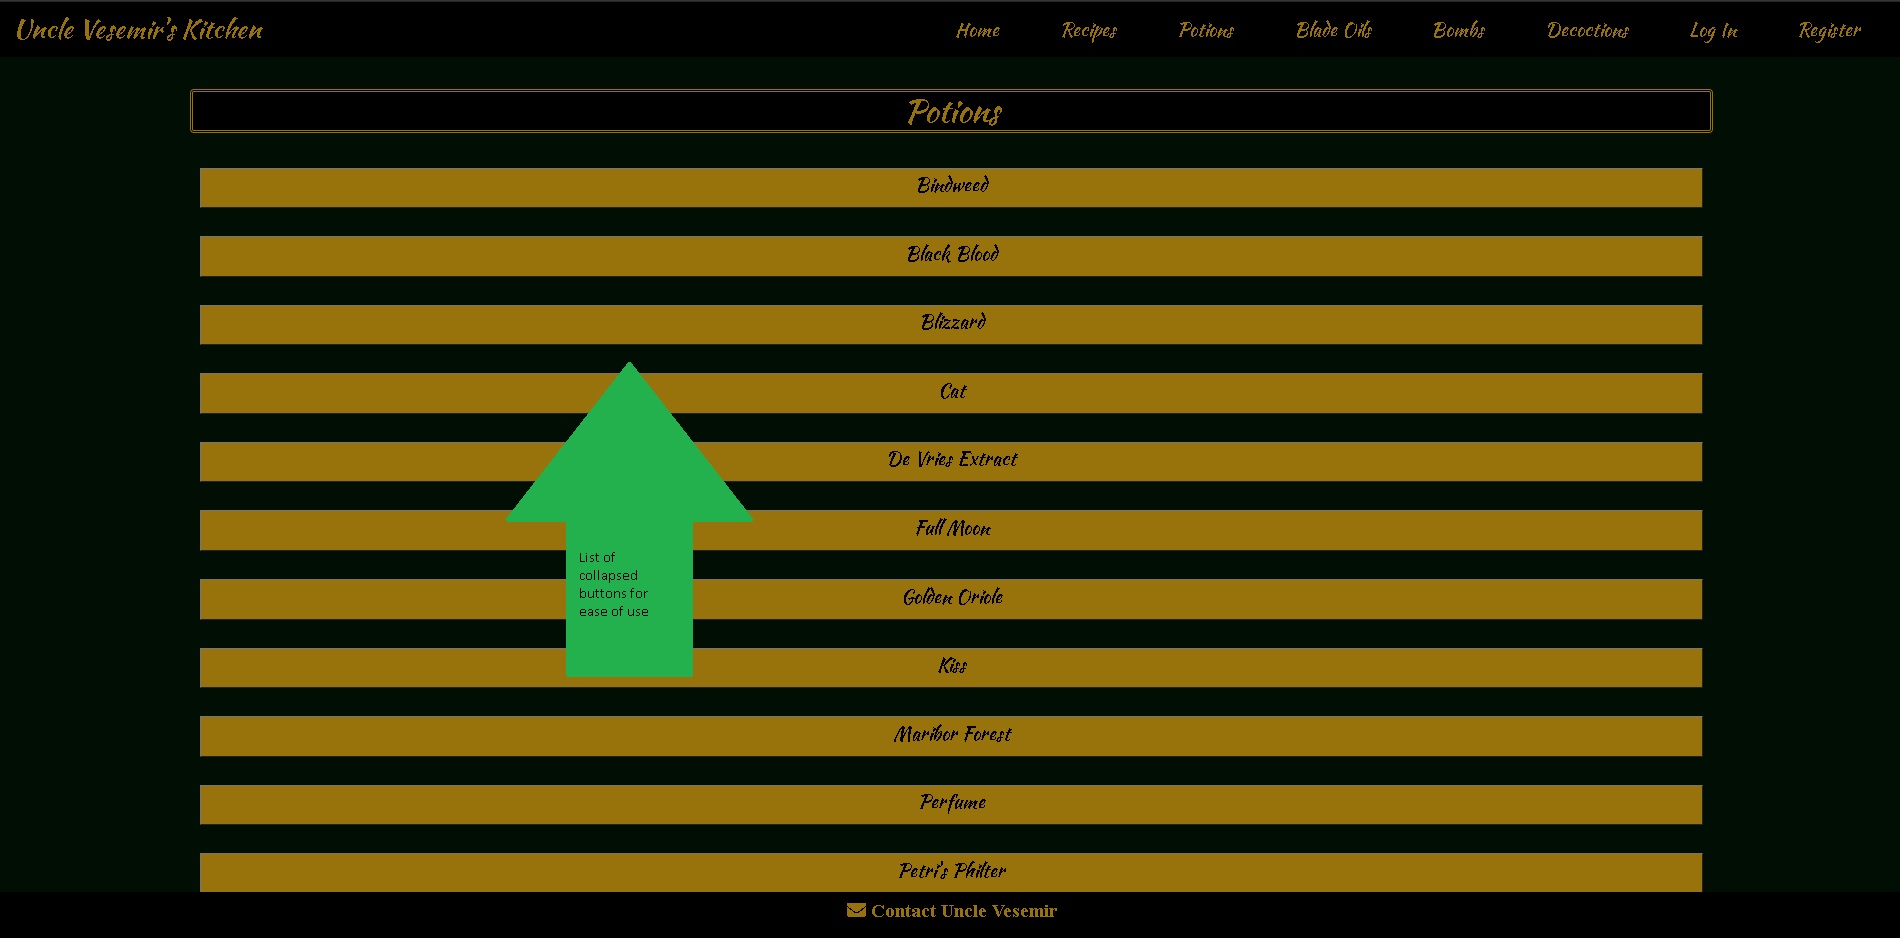 Uncle Vesemir's Kitchen Home Recipes Potions Blade Oils Bombs Decoctions Log In Register
Potions
Bindweed
Black Blood
Blizzard
Cat
De Vries Extract
Full Moon
List of
collapsed
buttons for
ease of use
Golden Oriole
Kiss
Maribor Forest
Perfume
Petri's Philter
Contact Uncle Vesemir